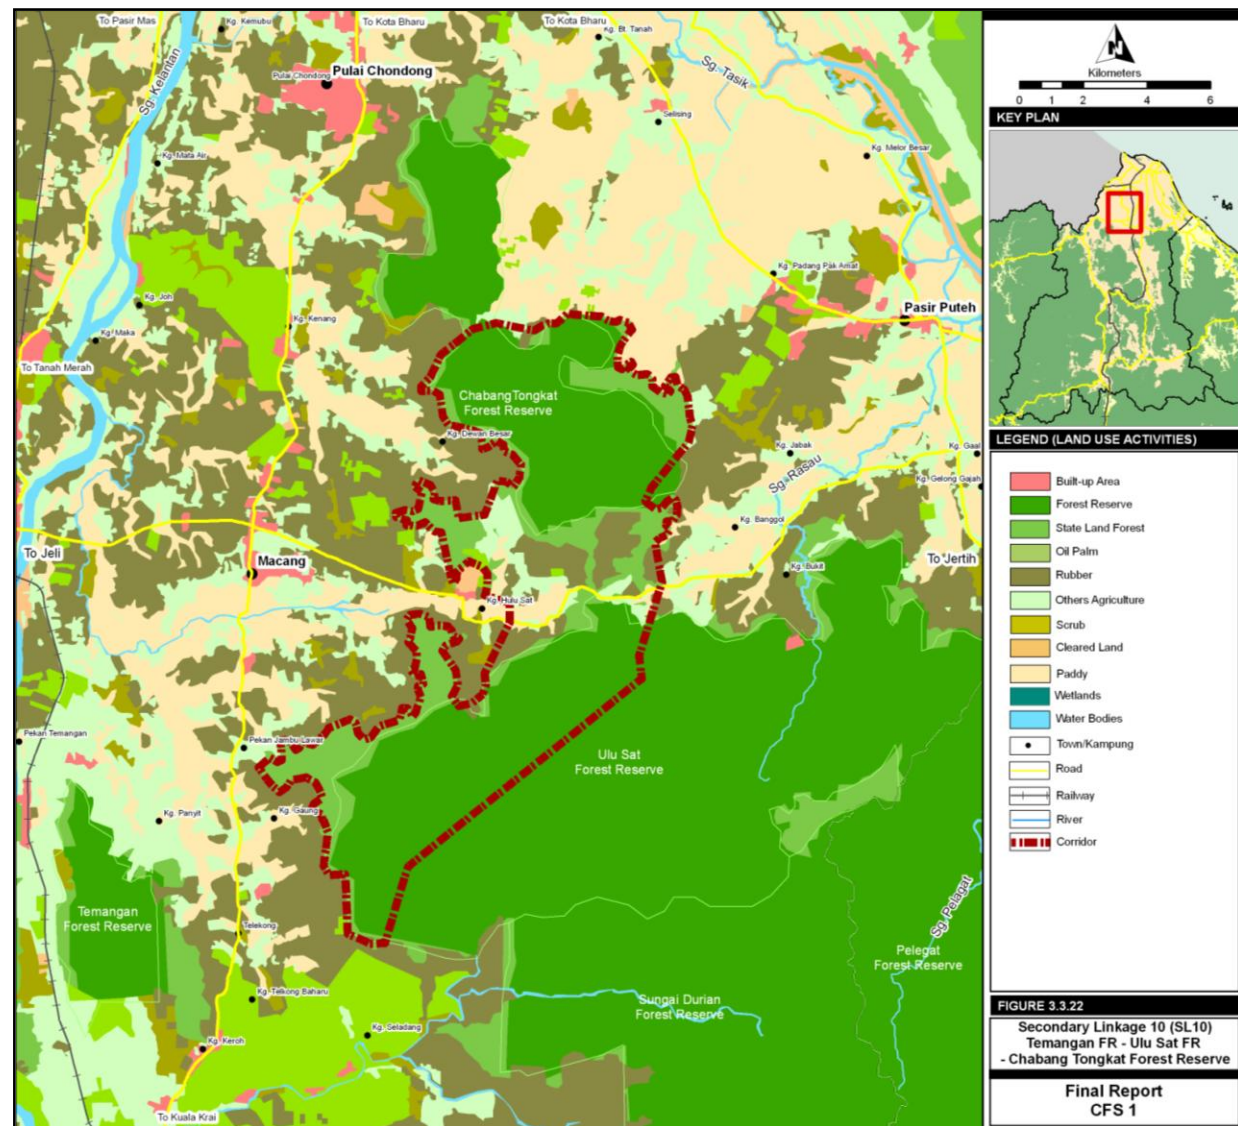 To Pasir Mas
Kg. Kemubu
To Kota Bharu
To Kota Bharu
Kg. Bt. Tanah
Sg. Kelantan
Pulai Chondong
Pulai Chondong
Sg. Tasik
Selising
Kg. Mata Air
Kg. Melor Besar
Kg. Joh
Kg. Padang Pak Amat
Kg. Kenang
Pasir Puteh
Kg. Maka
To Tanah Merah
ChabangTongkat
Forest Reserve
Kg. Dewan Besar
Kg. Jabak
Kg. Gaal
Sg. Rasau
Kg. Gelong Gajah
Kg. Banggol
To Jeli
Macang
Kg. Bukit
To Jertih
Kg. Hulu Sat
Pekan Temangan
Pekan Jambu Lawar
Ulu Sat
Forest Reserve
Kg. Panyit
Kg. Gaung
Temangan
Forest Reserve
Telekong
Sg. Pelagat
Pelegat
Forest Reserve
Kg. Telkong Baharu
Sungai Durian
Forest Reserve
Kg. Seladang
Kg. Keroh
To Kuala Krai
N
Kilometers
0 1 2 4 6
KEY PLAN
LEGEND (LAND USE ACTIVITIES)
Built-up Area
Forest Reserve
State Land Forest
Oil Palm
Rubber
Others Agriculture
Scrub
Cleared Land
Paddy
Wetlands
Water Bodies
Town/Kampung
Road
Railway
River
Corridor
FIGURE 3.3.22
Secondary Linkage 10 (SL10)
Temangan FR - Ulu Sat FR
- Chabang Tongkat Forest Reserve
Final Report
CFS 1